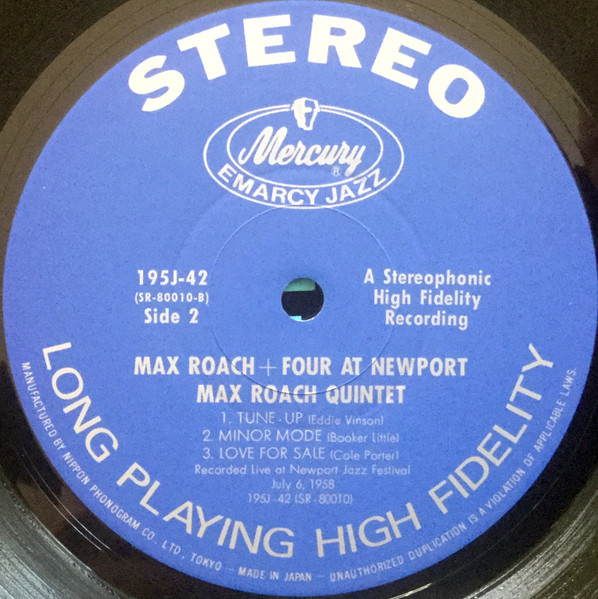 STEREO
Mercury
®
EMARCY JAZZ
195J-42
(SR-80010-B)
Side 2
A Stereophonic
High Fidelity
Recording
MAX ROACH + FOUR AT NEWPORT
MAX ROACH QUINTET
1. TUNE-UP (Eddie Vinson)
2. MINOR MODE (Booker Little)
3. LOVE FOR SALE (Cole Porter)
Recorded Live at Newport Jazz Festival
July 6, 1958
195J-42 (SR-80010)
LONG PLAYING HIGH FIDELITY
MANUFACTURED BY NIPPON PHONOGRAM CO. LTD., TOKYO – MADE IN JAPAN – UNAUTHORIZED DUPLICATION IS A VIOLATION OF APPLICABLE LAWS.